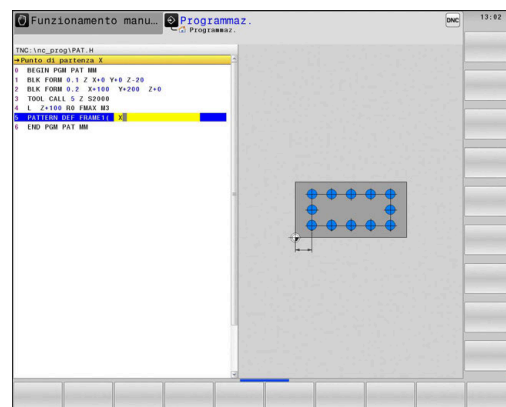 Funzionamento manu...
Programmaz.
Programmaz.
DNC
13:02
TNC:\nc_prog\PAT.H
→Punto di partenza X
0 BEGIN PGM PAT MM
1 BLK FORM 0.1 Z X+0 Y+0 Z-20
2 BLK FORM 0.2 X+100 Y+200 Z+0
3 TOOL CALL 5 Z S2000
4 L Z+100 R0 FMAX M3
5 PATTERN DEF FRAME1( X
6 END PGM PAT MM